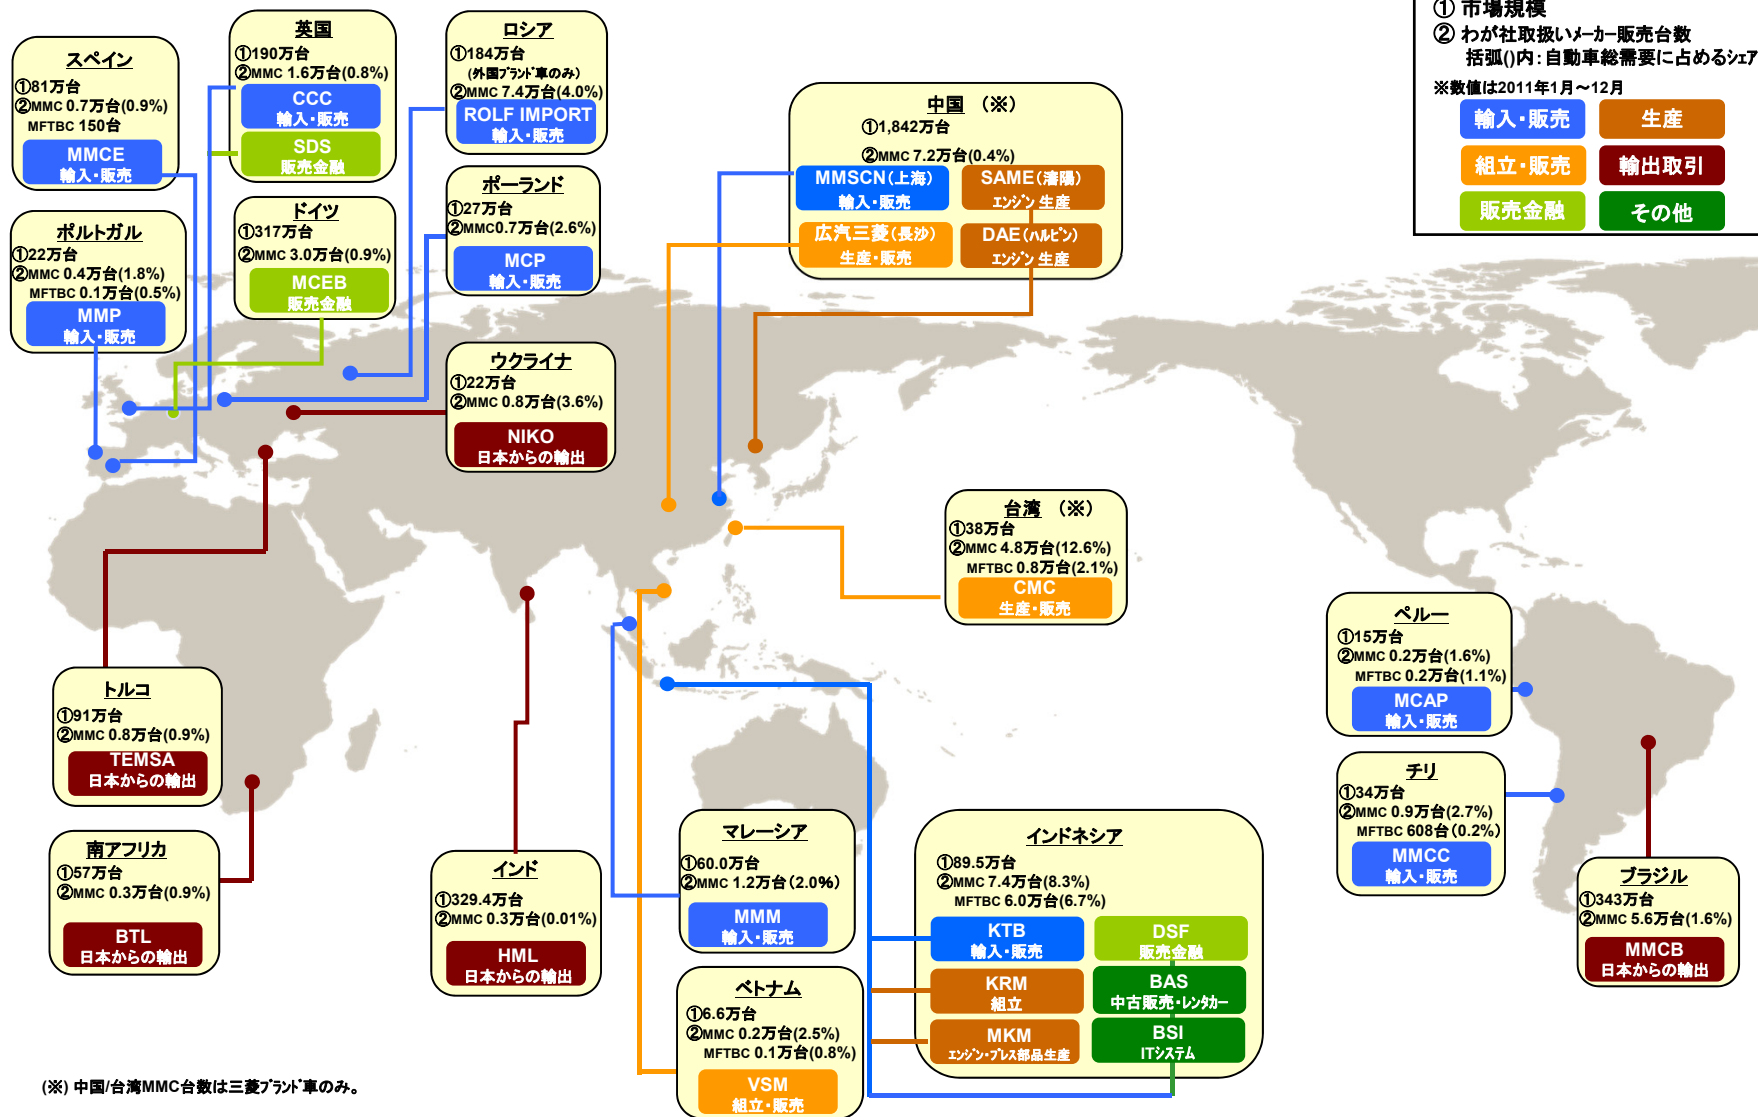 ① 市場規模
② わが社取扱いメーカー販売台数
括弧()内：自動車総需要に占めるシェア
※数値は2011年1月～12月
輸入・販売
生産
組立・販売
輸出取引
販売金融
その他
スペイン
①81万台
②MMC 0.7万台(0.9%)
MFTBC 150台
MMCE
輸入・販売
英国
①190万台
②MMC 1.6万台(0.8%)
CCC
輸入・販売
SDS
販売金融
ロシア
①184万台
(外国ブランド車のみ)
②MMC 7.4万台(4.0%)
ROLF IMPORT
輸入・販売
中国 (※)
①1,842万台
②MMC 7.2万台(0.4%)
MMSCN(上海)
輸入・販売
SAME(瀋陽)
エンジン 生産
広汽三菱(長沙)
生産・販売
DAE(ハルビン)
エンジン 生産
ポルトガル
①22万台
②MMC 0.4万台(1.8%)
MFTBC 0.1万台(0.5%)
MMP
輸入・販売
ドイツ
①317万台
②MMC 3.0万台(0.9%)
MCEB
販売金融
ポーランド
①27万台
②MMC0.7万台(2.6%)
MCP
輸入・販売
ウクライナ
①22万台
②MMC 0.8万台(3.6%)
NIKO
日本からの輸出
台湾 (※)
①38万台
②MMC 4.8万台(12.6%)
MFTBC 0.8万台(2.1%)
CMC
生産・販売
ペルー
①15万台
②MMC 0.2万台(1.6%)
MFTBC 0.2万台(1.1%)
MCAP
輸入・販売
トルコ
①91万台
②MMC 0.8万台(0.9%)
TEMSA
日本からの輸出
チリ
①34万台
②MMC 0.9万台(2.7%)
MFTBC 608台(0.2%)
MMCC
輸入・販売
南アフリカ
①57万台
②MMC 0.3万台(0.9%)
BTL
日本からの輸出
インド
①329.4万台
②MMC 0.3万台(0.01%)
HML
日本からの輸出
マレーシア
①60.0万台
②MMC 1.2万台(2.0%)
MMM
輸入・販売
インドネシア
①89.5万台
②MMC 7.4万台(8.3%)
MFTBC 6.0万台(6.7%)
KTB
輸入・販売
DSF
販売金融
KRM
組立
BAS
中古販売・レンタカー
MKM
エンジン・プレス部品生産
BSI
ITシステム
ブラジル
①343万台
②MMC 5.6万台(1.6%)
MMCB
日本からの輸出
ベトナム
①6.6万台
②MMC 0.2万台(2.5%)
MFTBC 0.1万台(0.8%)
VSM
組立・販売
(※) 中国/台湾MMC台数は三菱ブランド車のみ。